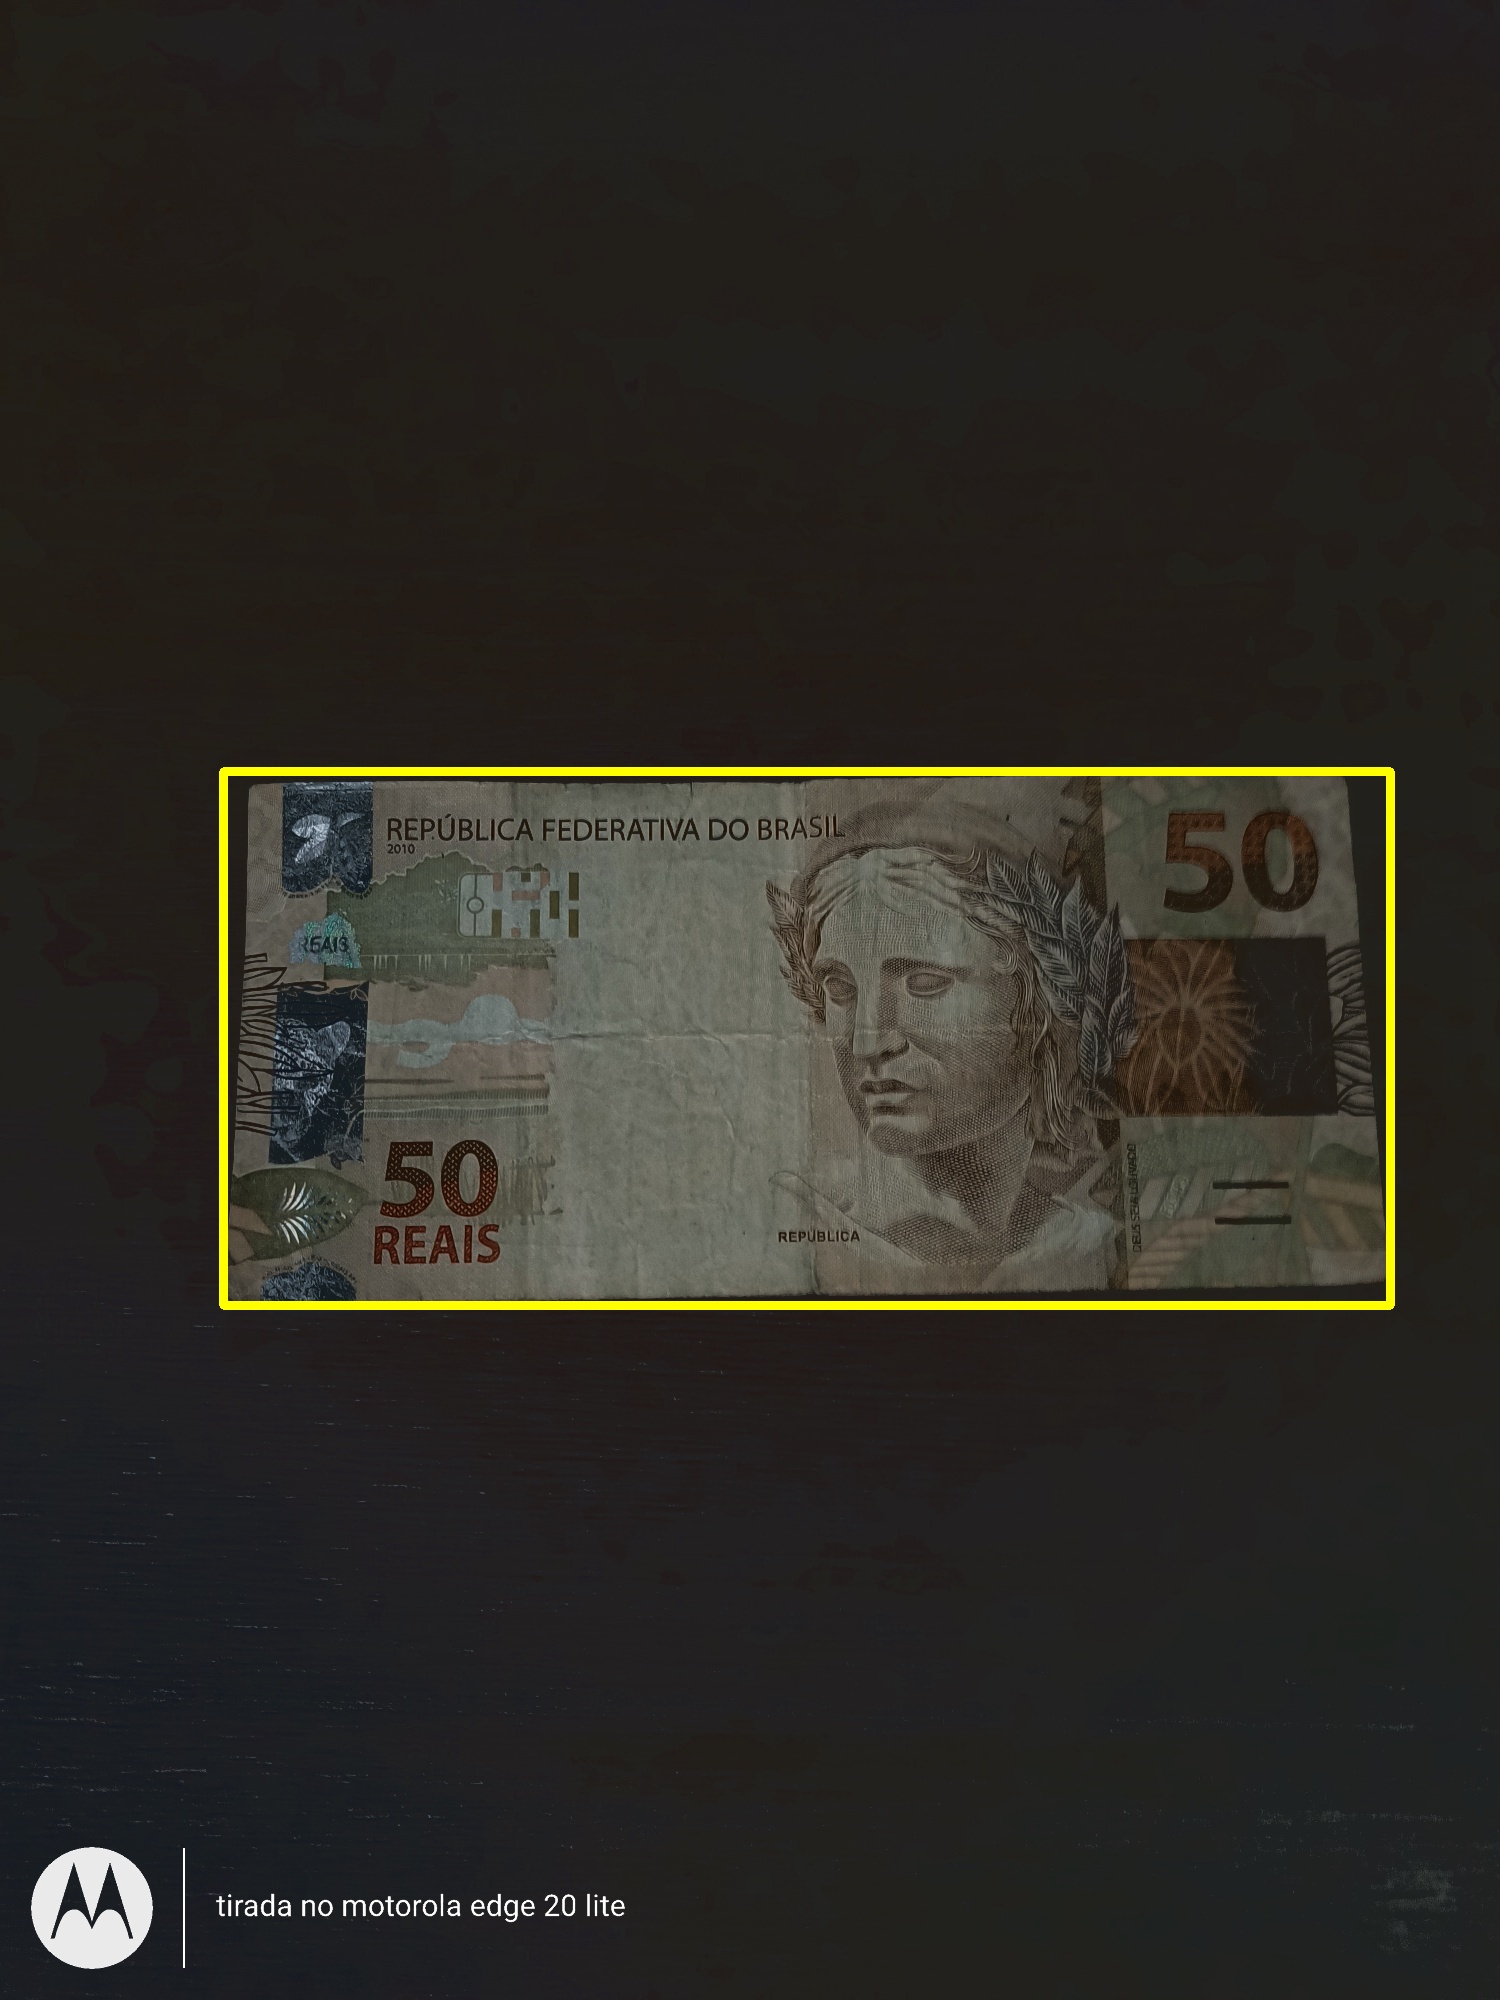 REPÚBLICA FEDERATIVA DO BRASIL
2010
50
REAIS
50
REAIS
REPÚBLICA
DEUS SEJA LOUVADO
tirada no motorola edge 20 lite